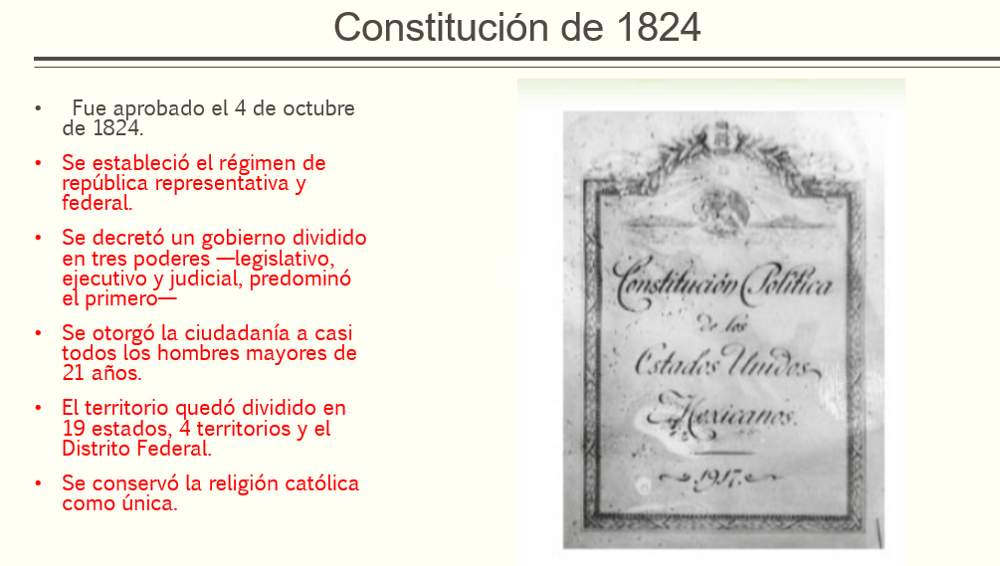 Constitución de 1824
• Fue aprobado el 4 de octubre
de 1824.
• Se estableció el régimen de
república representativa y
federal.
• Se decretó un gobierno dividido
en tres poderes —legislativo,
ejecutivo y judicial, predominó
el primero—
• Se otorgó la ciudadanía a casi
todos los hombres mayores de
21 años.
• El territorio quedó dividido en
19 estados, 4 territorios y el
Distrito Federal.
• Se conservó la religión católica
como única.
Constitución Política
de los
Estados Unidos
Mexicanos.
1917.